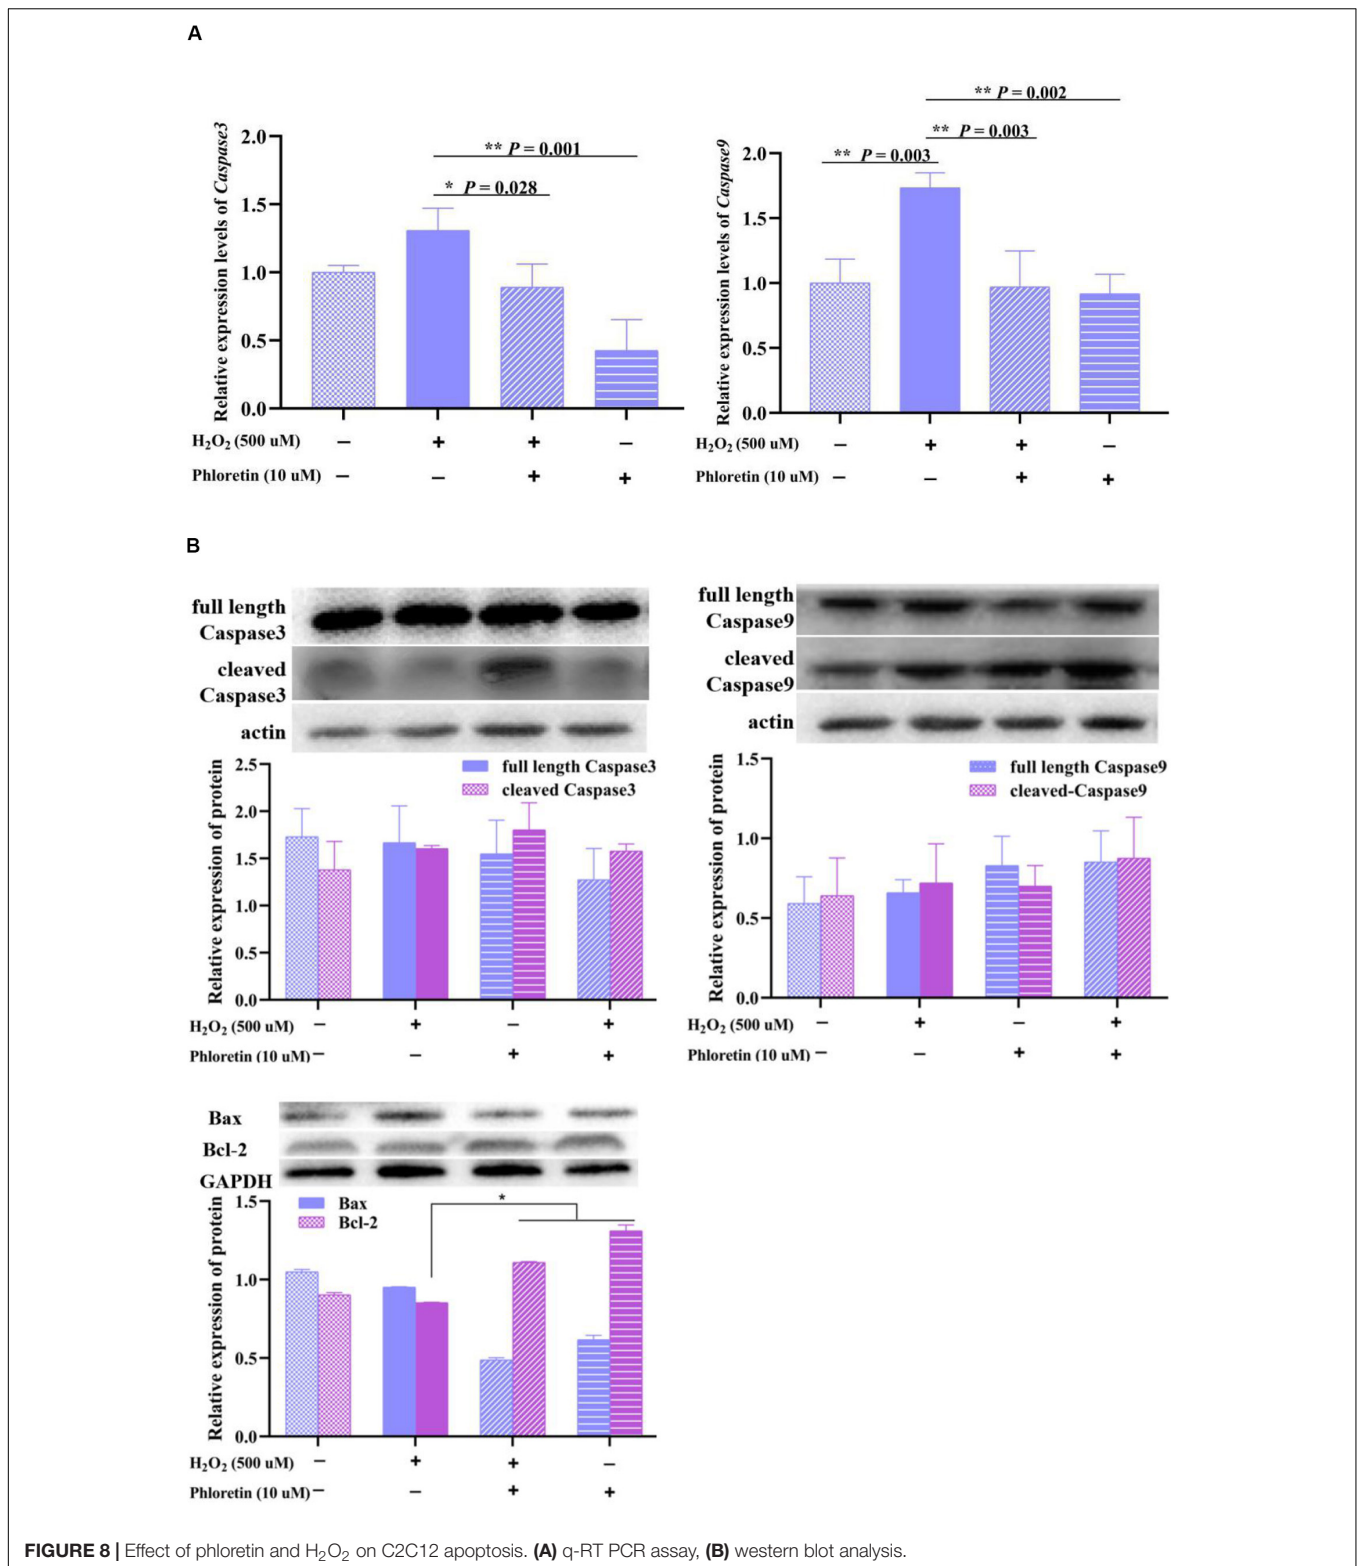 A
Relative expression levels of Caspase3
2.0
1.5
1.0
0.5
0.0
** P = 0.001
* P = 0.028
H₂O₂ (500 uM) − + + −
Phloretin (10 uM) − − + +
Relative expression levels of Caspase9
2.0
1.5
1.0
0.5
0.0
** P = 0.002
** P = 0.003
** P = 0.003
H₂O₂ (500 uM) − + + −
Phloretin (10 uM) − − + +
B
full length
Caspase3
cleaved
Caspase3
actin
Relative expression of protein
2.5
2.0
1.5
1.0
0.5
0.0
full length Caspase3
cleaved Caspase3
H₂O₂ (500 uM) − + − +
Phloretin (10 uM) − − + +
full length
Caspase9
cleaved
Caspase9
actin
Relative expression of protein
1.5
1.0
0.5
0.0
full length Caspase9
cleaved-Caspase9
H₂O₂ (500 uM) − + − +
Phloretin (10 uM) − − + +
Bax
Bcl-2
GAPDH
Relative expression of protein
1.5
1.0
0.5
0.0
Bax
Bcl-2
*
H₂O₂ (500 uM) − + + −
Phloretin (10 uM) − − + +
FIGURE 8 | Effect of phloretin and H₂O₂ on C2C12 apoptosis. (A) q-RT PCR assay, (B) western blot analysis.